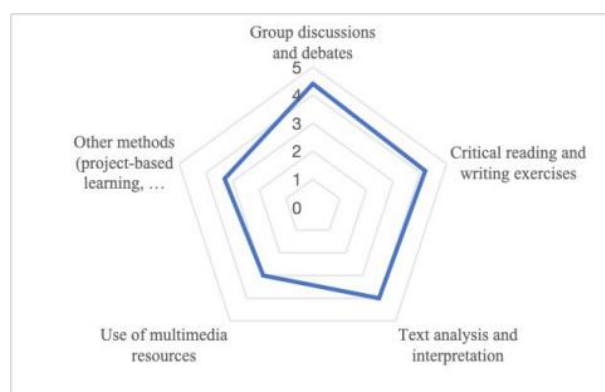 Group discussions
and debates
5
4
3
2
1
0
Critical reading and
writing exercises
Text analysis and
interpretation
Use of multimedia
resources
Other methods
(project-based
learning, ...